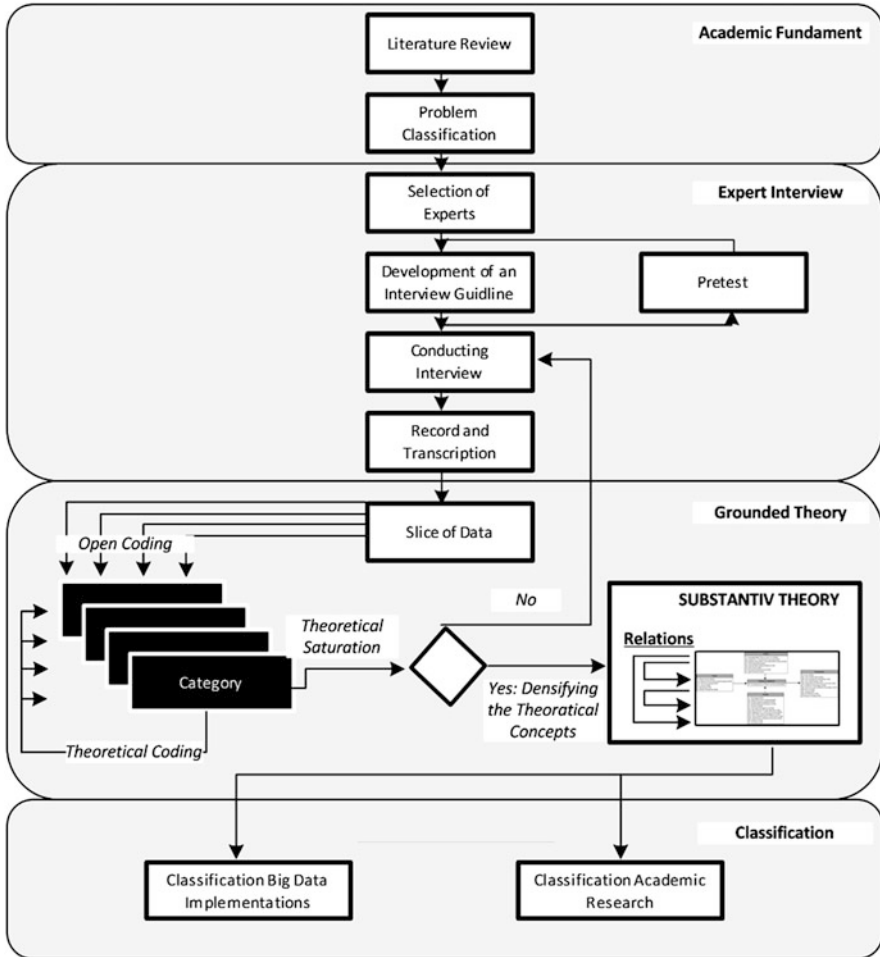 Academic Fundament
Literature Review
Problem
Classification
Expert Interview
Selection of
Experts
Development of an
Interview Guidline
Pretest
Conducting
Interview
Record and
Transcription
Grounded Theory
Slice of Data
Open Coding
Category
Theoretical Coding
Theoretical
Saturation
No
Yes: Densifying
the Theoratical
Concepts
SUBSTANTIV THEORY
Relations
Classification
Classification Big Data
Implementations
Classification Academic
Research